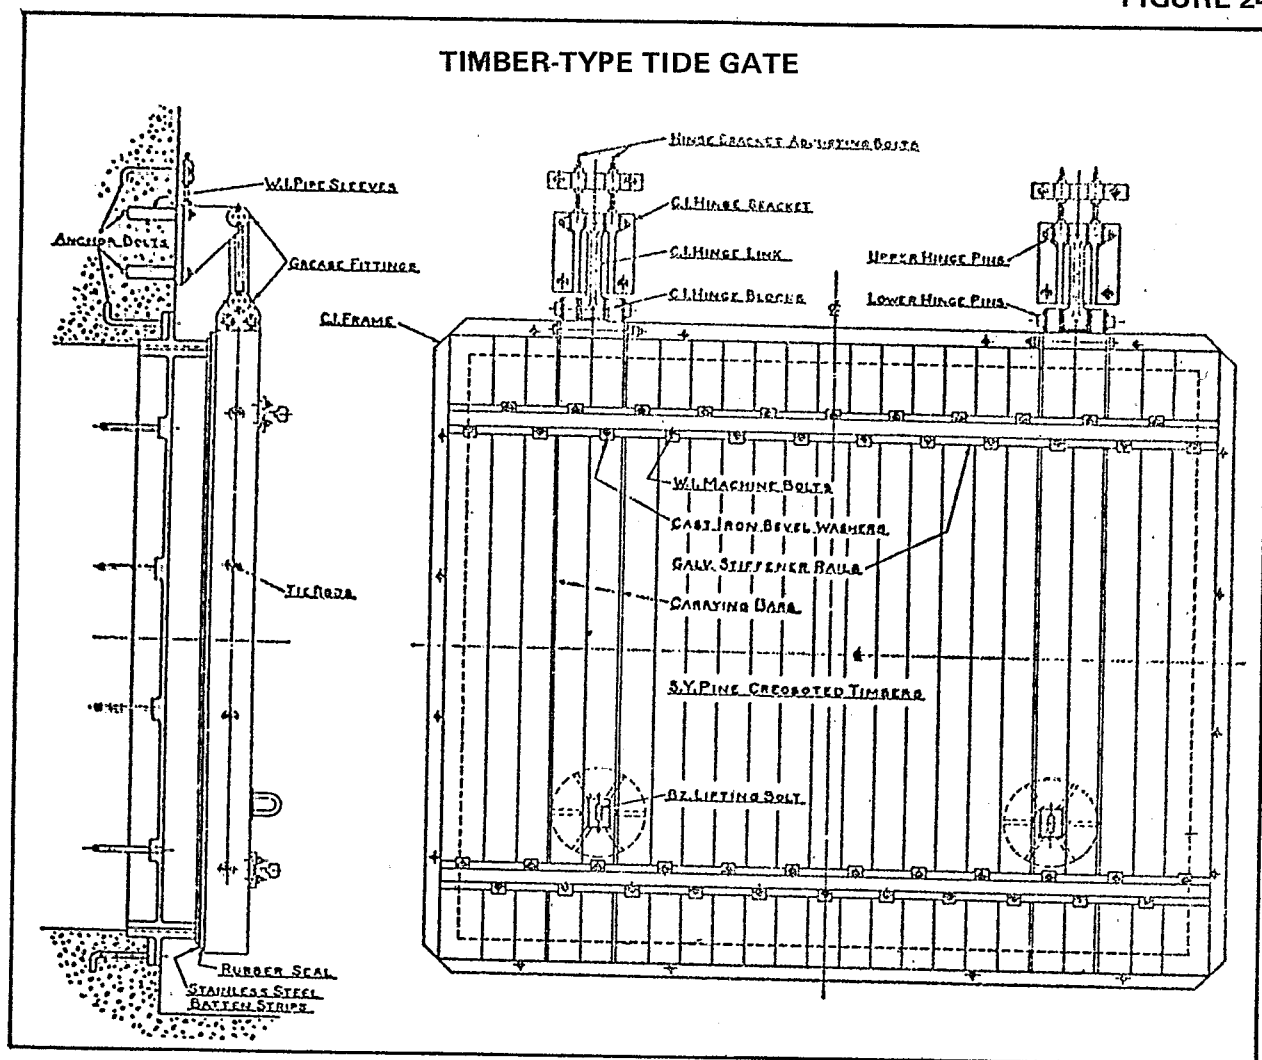 FIGURE 24
TIMBER-TYPE TIDE GATE
HINGE BRACKET ADJUSTING BOLTS
W.I. PIPE SLEEVES
C.I. HINGE BRACKET
ANCHOR BOLTS
GREASE FITTINGS
C.I. HINGE LINK
UPPER HINGE PINS
C.I. HINGE BLOCKS
LOWER HINGE PINS
C.I. FRAME
W.I. MACHINE BOLTS
CAST IRON BEVEL WASHERS
GALV. STIFFENER RAILS
TIE RODS
CARRYING BARS
S.Y. PINE CREOSOTED TIMBERS
BZ. LIFTING BOLT
RUBBER SEAL
STAINLESS STEEL
BATTEN STRIPS